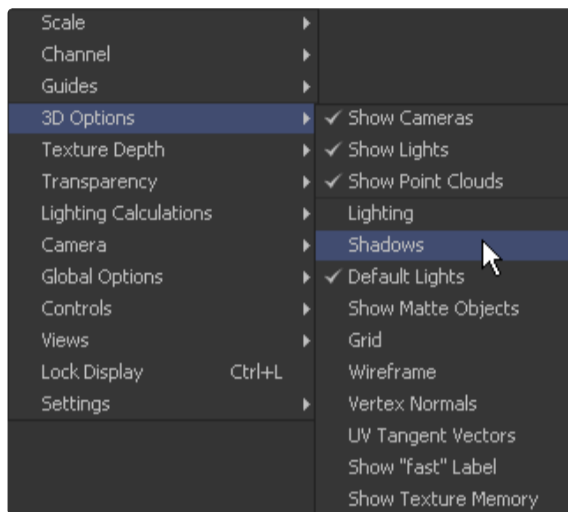 Scale
Channel
Guides
3D Options
Texture Depth
Transparency
Lighting Calculations
Camera
Global Options
Controls
Views
Lock Display Ctrl+L
Settings
Show Cameras
Show Lights
Show Point Clouds
Lighting
Shadows
Default Lights
Show Matte Objects
Grid
Wireframe
Vertex Normals
UV Tangent Vectors
Show "fast" Label
Show Texture Memory